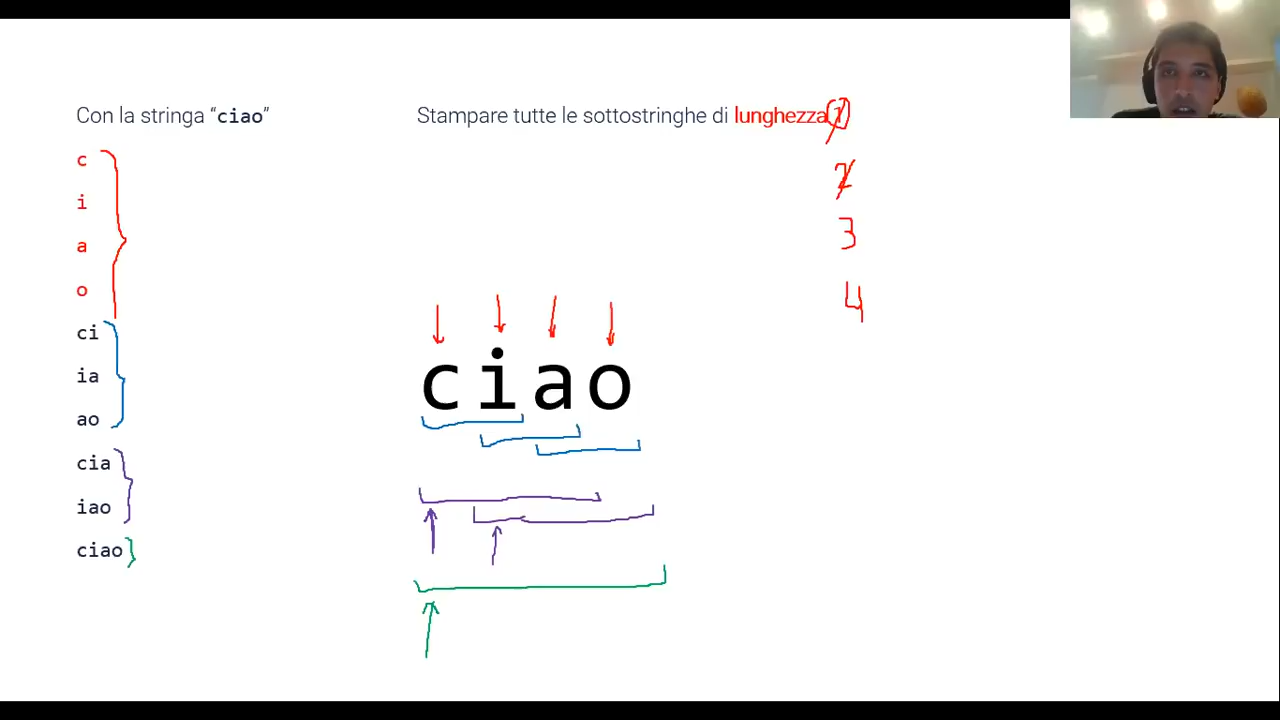 Con la stringa “ciao”
c
i
a
o
ci
ia
ao
cia
iao
ciao
Stampare tutte le sottostringhe di lunghezza 1
2
3
4
ciao